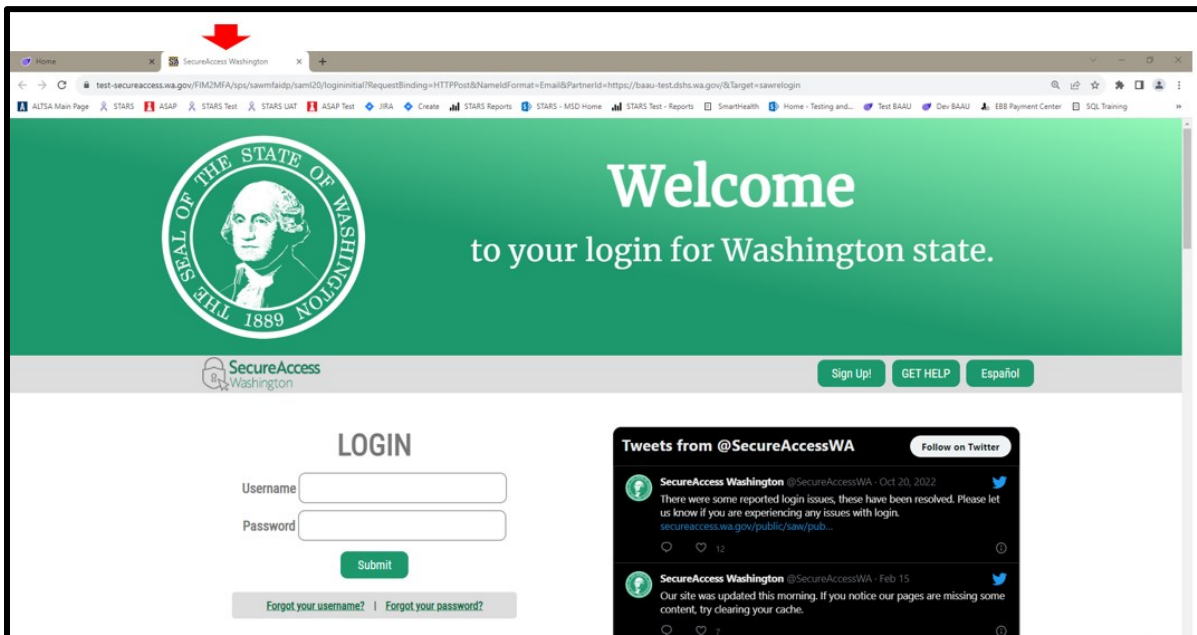 Home
SecureAccess Washington
test-secureaccess.wa.gov/FIM2MFA/sps/sawmfaidp/saml20/logininitial?RequestBinding=HTTPPost&NameIdFormat=Email&PartnerId=https://baau-test.dshs.wa.gov/&Target=sawrelogin
ALTSA Main Page STARS ASAP STARS Test STARS UAT ASAP Test JIRA Create STARS Reports STARS - MSD Home STARS Test - Reports SmartHealth Home - Testing and... Test BAAU Dev BAAU EBB Payment Center SQL Training »
THE SEAL OF THE STATE OF WASHINGTON
1889
Welcome
to your login for Washington state.
SecureAccess
Washington
Sign Up! GET HELP Español
LOGIN
Username
Password
Submit
Forgot your username? | Forgot your password?
Tweets from @SecureAccessWA
Follow on Twitter
SecureAccess Washington @SecureAccessWA · Oct 20, 2022
There were some reported login issues, these have been resolved. Please let
us know if you are experiencing any issues with login.
secureaccess.wa.gov/public/saw/pub...
12
SecureAccess Washington @SecureAccessWA · Feb 15
Our site was updated this morning. If you notice our pages are missing some
content, try clearing your cache.
7